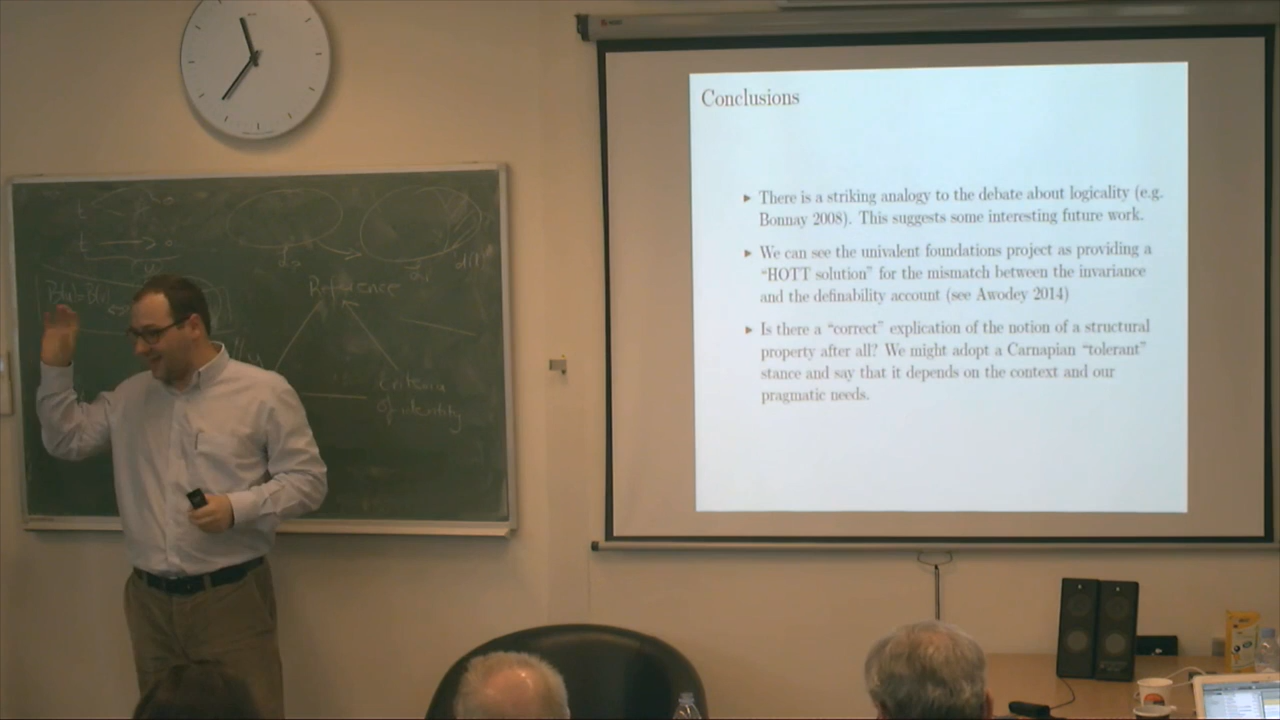 Conclusions
► There is a striking analogy to the debate about logicality (e.g.
Bonnay 2008). This suggests some interesting future work.
► We can see the univalent foundations project as providing a
“HOTT solution” for the mismatch between the invariance
and the definability account (see Awodey 2014)
► Is there a “correct” explication of the notion of a structural
property after all? We might adopt a Carnapian “tolerant”
stance and say that it depends on the context and our
pragmatic needs.
Reference
Criteria
of identity